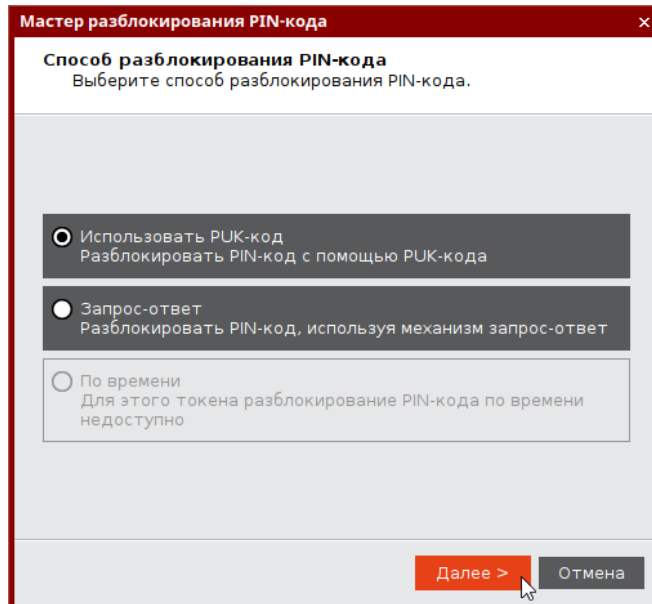 Мастер разблокирования PIN-кода
Способ разблокирования PIN-кода
Выберите способ разблокирования PIN-кода.
Использовать PUK-код
Разблокировать PIN-код с помощью PUK-кода
Запрос-ответ
Разблокировать PIN-код, используя механизм запрос-ответ
По времени
Для этого токена разблокирование PIN-кода по времени
недоступно
Далее > Отмена